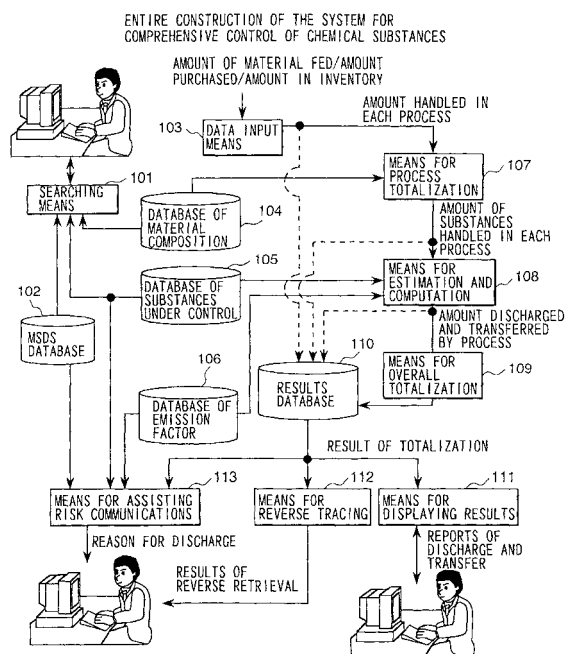 ENTIRE CONSTRUCTION OF THE SYSTEM FOR
COMPREHENSIVE CONTROL OF CHEMICAL SUBSTANCES
AMOUNT OF MATERIAL FED/AMOUNT
PURCHASED/AMOUNT IN INVENTORY
103
DATA INPUT
MEANS
AMOUNT HANDLED IN
EACH PROCESS
101
SEARCHING
MEANS
107
MEANS FOR
PROCESS
TOTALIZATION
DATABASE OF
MATERIAL
COMPOSITION
104
AMOUNT OF
SUBSTANCES
HANDLED IN EACH
PROCESS
105
DATABASE
OF SUBSTANCES
UNDER CONTROL
MEANS FOR
ESTIMATION AND
COMPUTATION
108
102
MSDS
DATABASE
AMOUNT DISCHARGED
AND TRANSFERRED
BY PROCESS
110
RESULTS
DATABASE
MEANS FOR
OVERALL
TOTALIZATION
109
106
DATABASE OF
EMISSION
FACTOR
RESULT OF TOTALIZATION
113
MEANS FOR ASSISTING
RISK COMMUNICATIONS
112
MEANS FOR
REVERSE TRACING
111
MEANS FOR
DISPLAYING RESULTS
REASON FOR DISCHARGE
RESULTS OF
REVERSE RETRIEVAL
REPORTS OF
DISCHARGE AND
TRANSFER